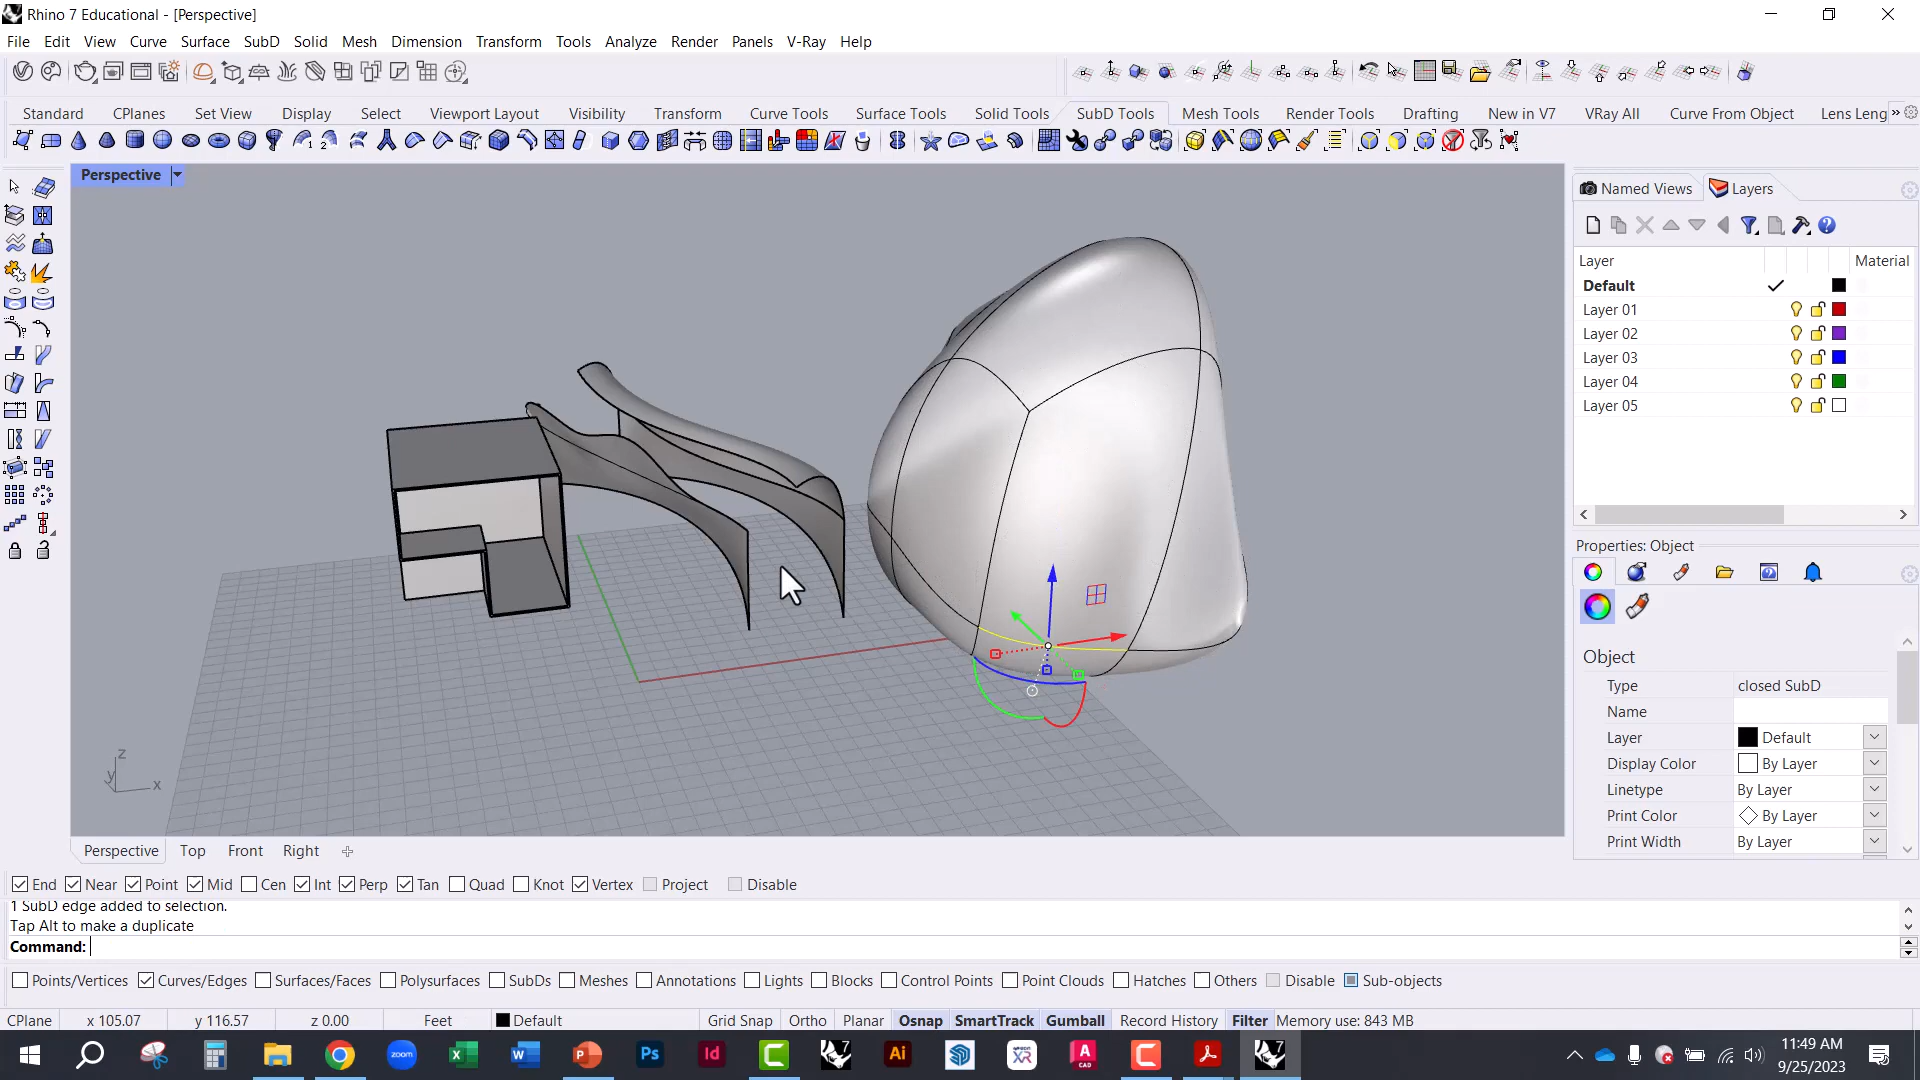 Rhino 7 Educational - [Perspective]
File Edit View Curve Surface SubD Solid Mesh Dimension Transform Tools Analyze Render Panels V-Ray Help
Standard CPlanes Set View Display Select Viewport Layout Visibility Transform Curve Tools Surface Tools Solid Tools SubD Tools Mesh Tools Render Tools Drafting New in V7 VRay All Curve From Object Lens Leng »
Perspective
Named Views Layers
Layer Material
Default
Layer 01
Layer 02
Layer 03
Layer 04
Layer 05
Properties: Object
Object
Type closed SubD
Name
Layer Default
Display Color By Layer
Linetype By Layer
Print Color By Layer
Print Width By Layer
z
y
x
Perspective Top Front Right
End Near Point Mid Cen Int Perp Tan Quad Knot Vertex Project Disable
1 SubD edge added to selection.
Tap Alt to make a duplicate
Command:
Points/Vertices Curves/Edges Surfaces/Faces Polysurfaces SubDs Meshes Annotations Lights Blocks Control Points Point Clouds Hatches Others Disable Sub-objects
CPlane x 105.07 y 116.57 z 0.00 Feet Default Grid Snap Ortho Planar Osnap SmartTrack Gumball Record History Filter Memory use: 843 MB
zoom Ps Id 7 Ai XR 7
11:49 AM
9/25/2023